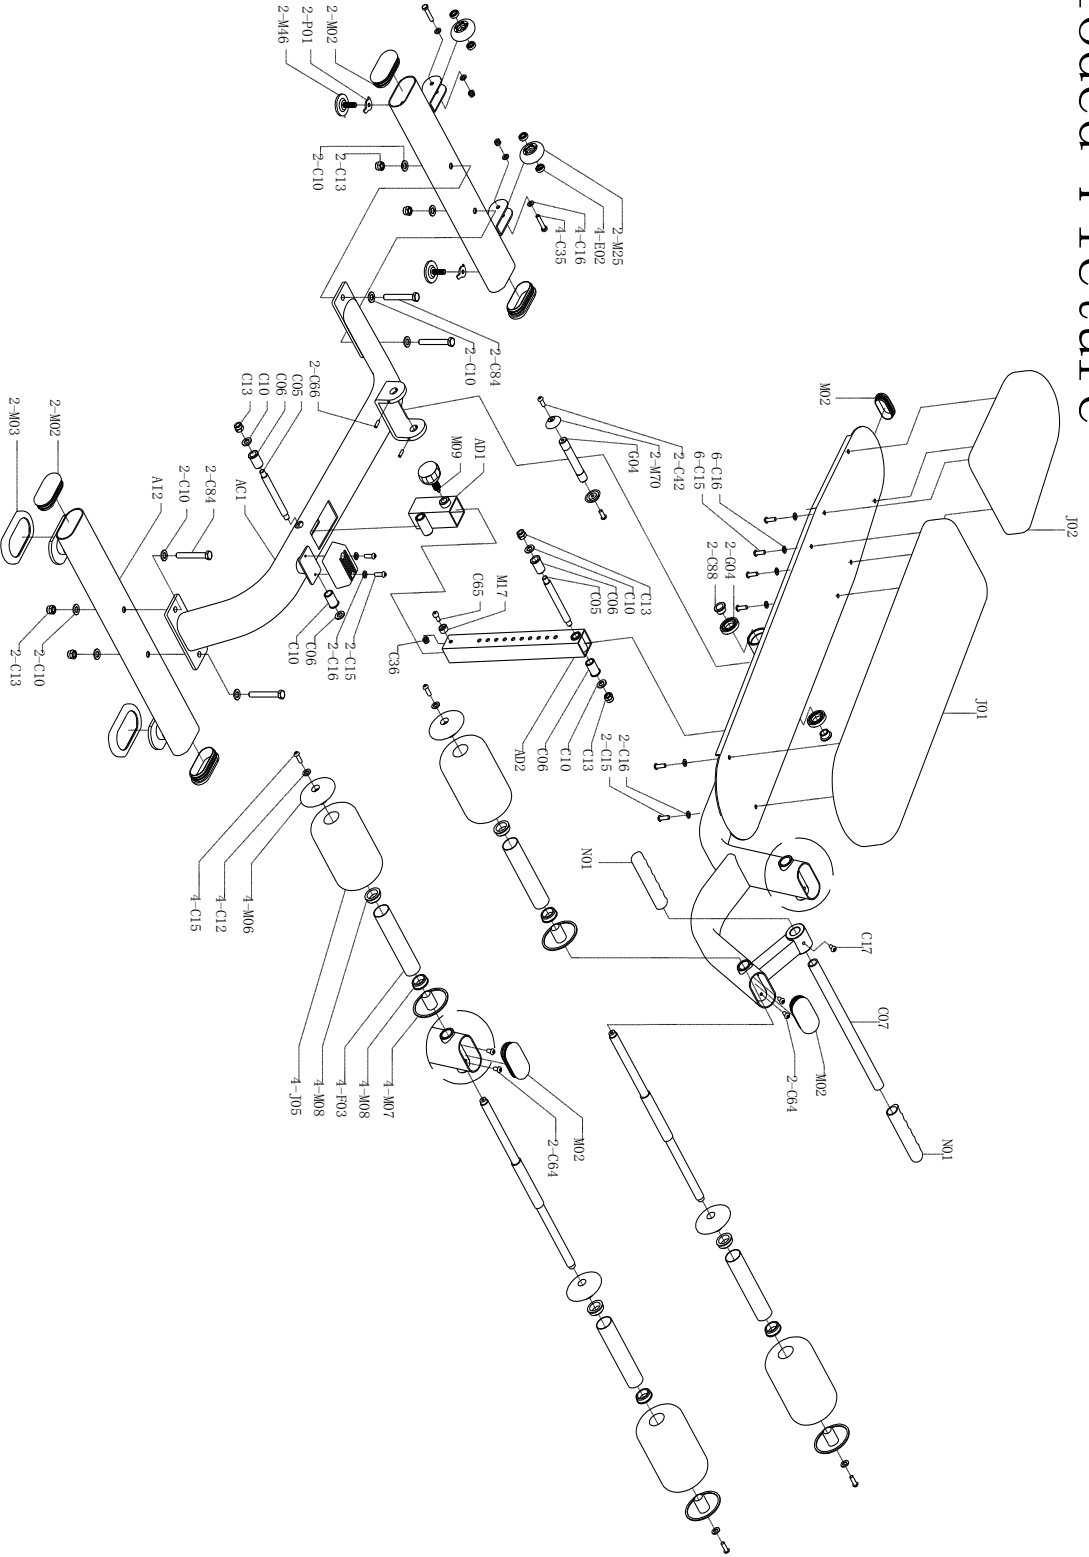 oded Picture
J02
J01
M02
6-C16
6-C15
2-G04
2-C88
2-C16
2-C15
C17
C07
N01
N01
M02
2-C64
2-M25
4-E02
4-C16
4-C35
2-M02
2-P01
2-M46
2-C13
2-C10
2-C84
2-C10
2-C42
2-M70
G04
AD1
M09
C13
C10
C06
C05
M17
C65
C36
C13
C10
C06
AD2
2-C66
C05
C06
C10
C13
2-C15
2-C16
C06
C10
AC1
2-C84
2-C10
AI2
2-M02
2-M03
2-C10
2-C13
4-M06
4-C12
4-C15
4-M07
4-M08
4-F03
4-M08
4-J05
M02
2-C64